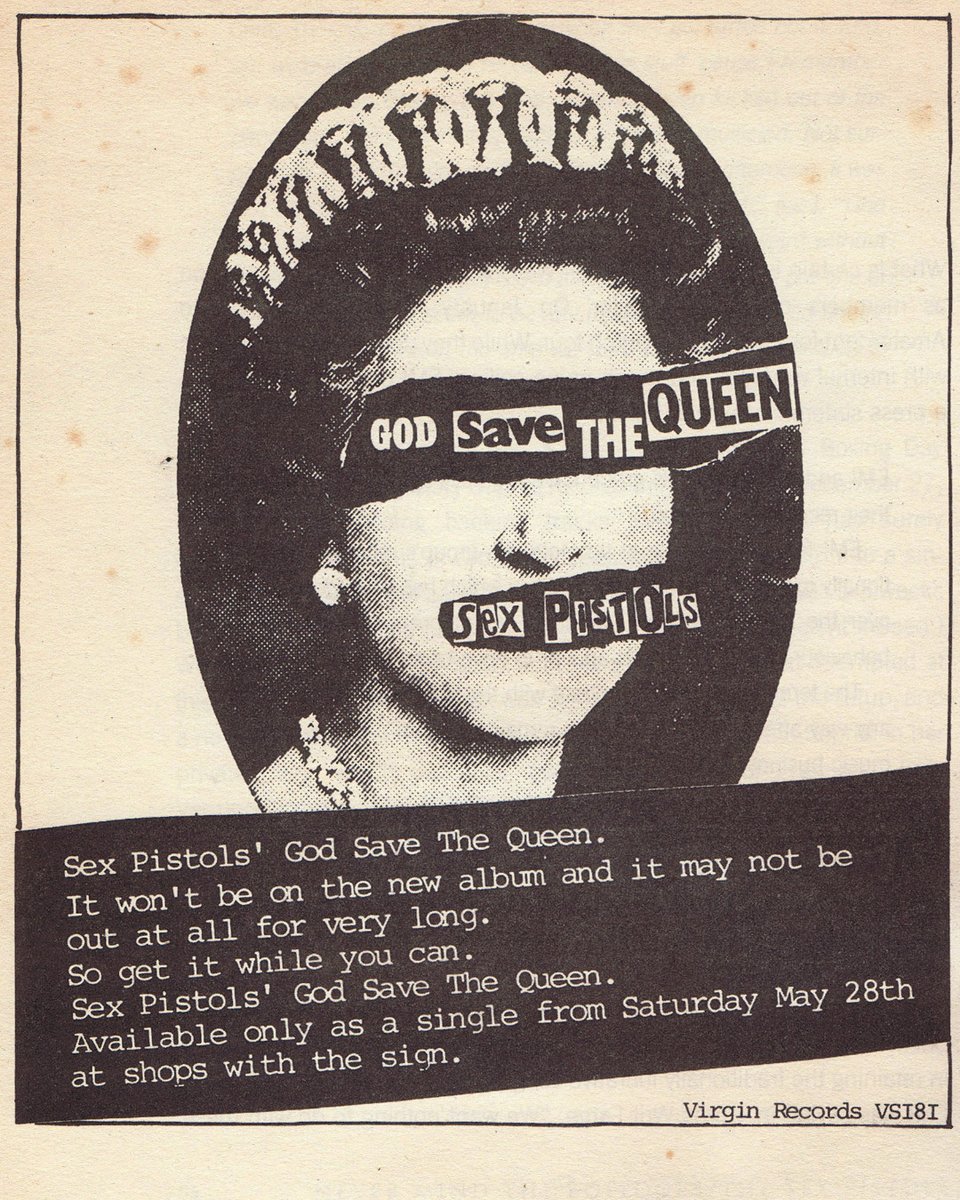 GOD Save THE QUEEN
Sex PISTOLS
Sex Pistols' God Save The Queen.
It won't be on the new album and it may not be
out at all for very long.
So get it while you can.
Sex Pistols' God Save The Queen.
Available only as a single from Saturday May 28th
at shops with the sign.
Virgin Records VSI8I